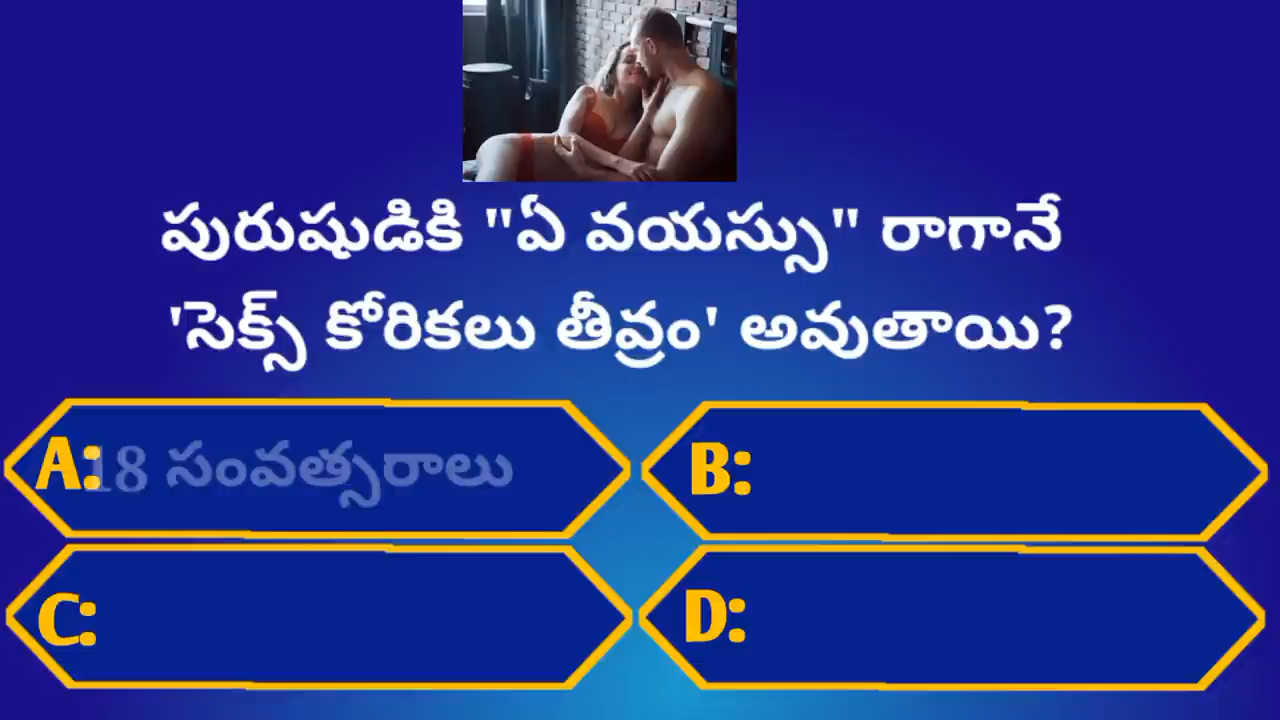 పురుషుడికి "ఏ వయస్సు" రాగానే
'సెక్స్ కోరికలు తీవ్రం' అవుతాయి?
A: 18 సంవత్సరాలు
B:
C:
D: